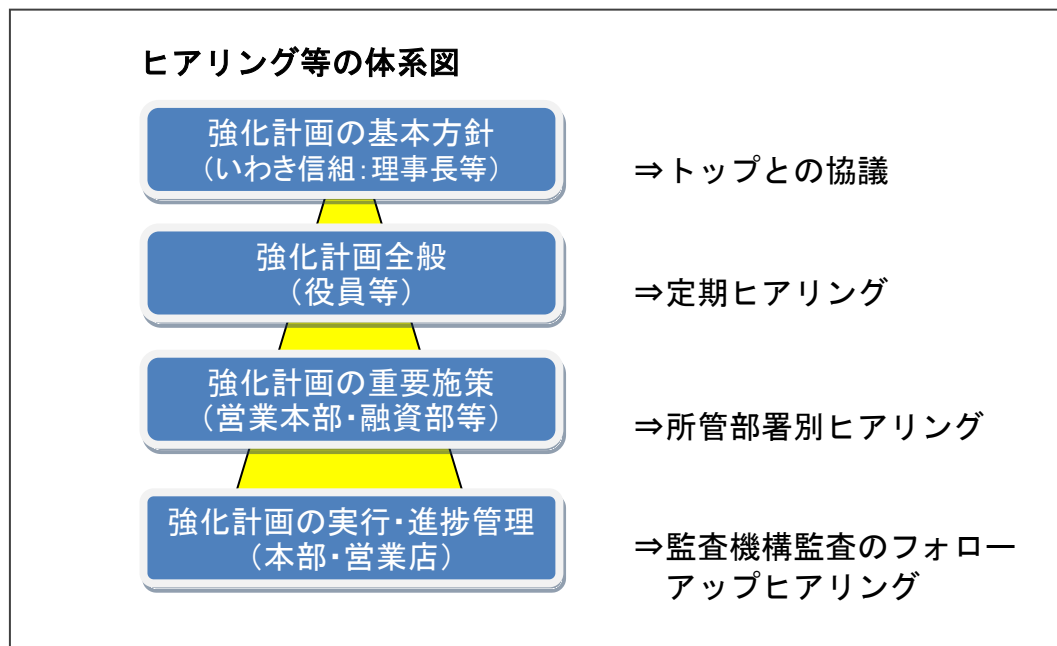 ヒアリング等の体系図
強化計画の基本方針
（いわき信組：理事長等）
⇒トップとの協議
強化計画全般
（役員等）
⇒定期ヒアリング
強化計画の重要施策
（営業本部・融資部等）
⇒所管部署別ヒアリング
強化計画の実行・進捗管理
（本部・営業店）
⇒監査機構監査のフォロー
アップヒアリング